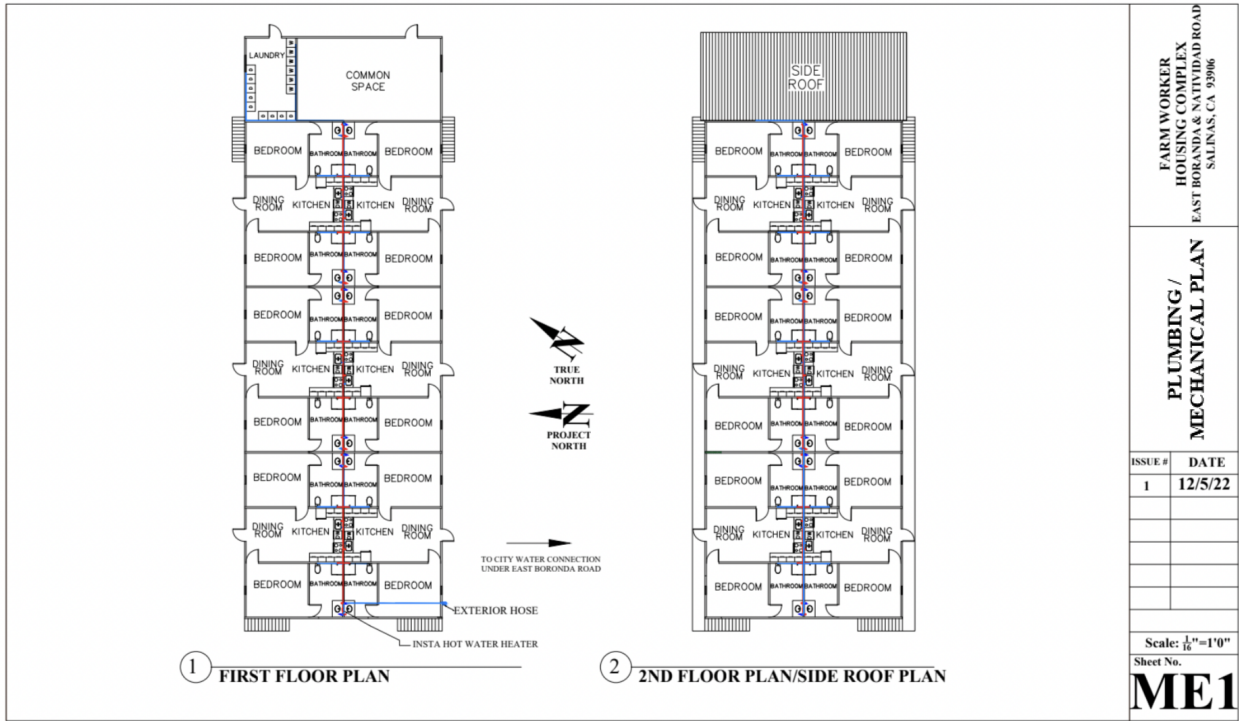 LAUNDRY
COMMON
SPACE
BEDROOM
BATHROOM
BATHROOM
BEDROOM
DINING
ROOM
KITCHEN
KITCHEN
DINING
ROOM
BEDROOM
BATHROOM
BATHROOM
BEDROOM
BEDROOM
BATHROOM
BATHROOM
BEDROOM
DINING
ROOM
KITCHEN
KITCHEN
DINING
ROOM
BEDROOM
BATHROOM
BATHROOM
BEDROOM
BEDROOM
BATHROOM
BATHROOM
BEDROOM
DINING
ROOM
KITCHEN
KITCHEN
DINING
ROOM
BEDROOM
BATHROOM
BATHROOM
BEDROOM
EXTERIOR HOSE
INSTA HOT WATER HEATER
1
FIRST FLOOR PLAN
N
TRUE
NORTH
N
PROJECT
NORTH
TO CITY WATER CONNECTION
UNDER EAST BORONDA ROAD
SIDE
ROOF
BEDROOM
BATHROOM
BATHROOM
BEDROOM
DINING
ROOM
KITCHEN
KITCHEN
DINING
ROOM
BEDROOM
BATHROOM
BATHROOM
BEDROOM
BEDROOM
BATHROOM
BATHROOM
BEDROOM
DINING
ROOM
KITCHEN
KITCHEN
DINING
ROOM
BEDROOM
BATHROOM
BATHROOM
BEDROOM
BEDROOM
BATHROOM
BATHROOM
BEDROOM
DINING
ROOM
KITCHEN
KITCHEN
DINING
ROOM
BEDROOM
BATHROOM
BATHROOM
BEDROOM
2
2ND FLOOR PLAN/SIDE ROOF PLAN
FARM WORKER
HOUSING COMPLEX
EAST BORANDA & NATIVIDAD ROAD
SALINAS, CA 93906
PLUMBING /
MECHANICAL PLAN
ISSUE # DATE
1 12/5/22
Scale: 1/16"=1'0"
Sheet No.
ME1